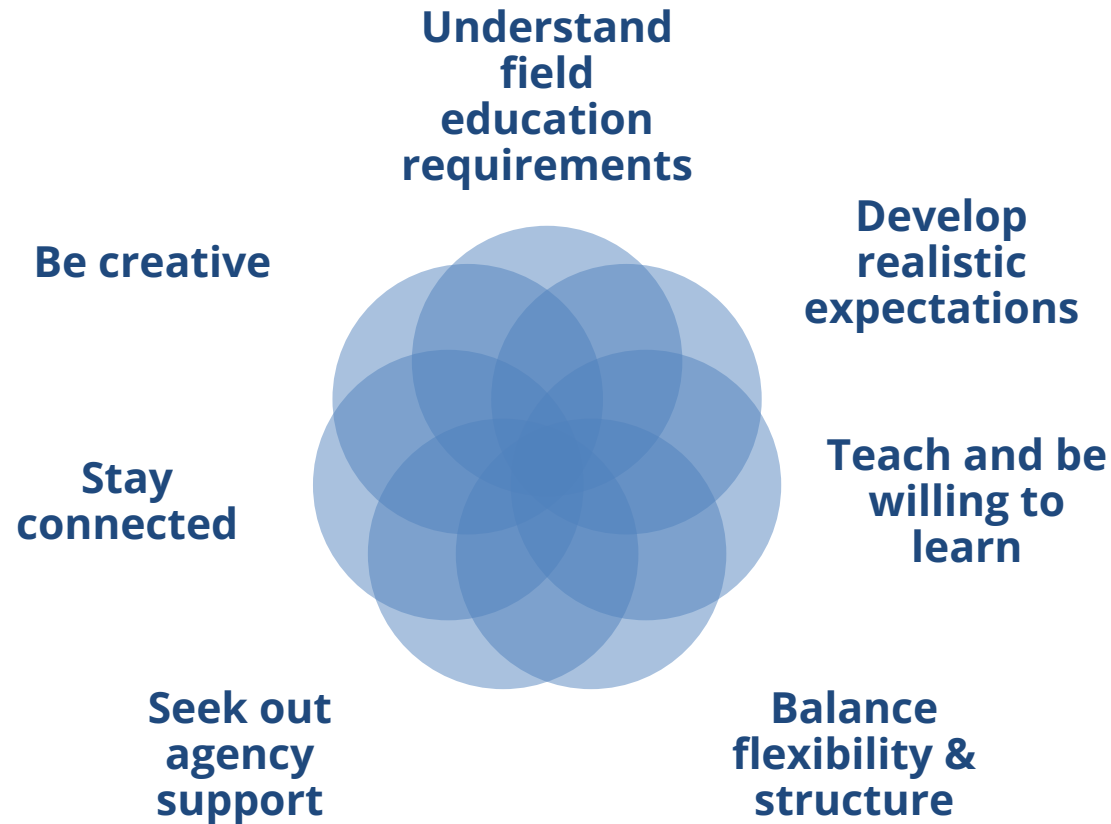 Understand
field
education
requirements
Develop
realistic
expectations
Teach and be
willing to
learn
Balance
flexibility &
structure
Seek out
agency
support
Stay
connected
Be creative